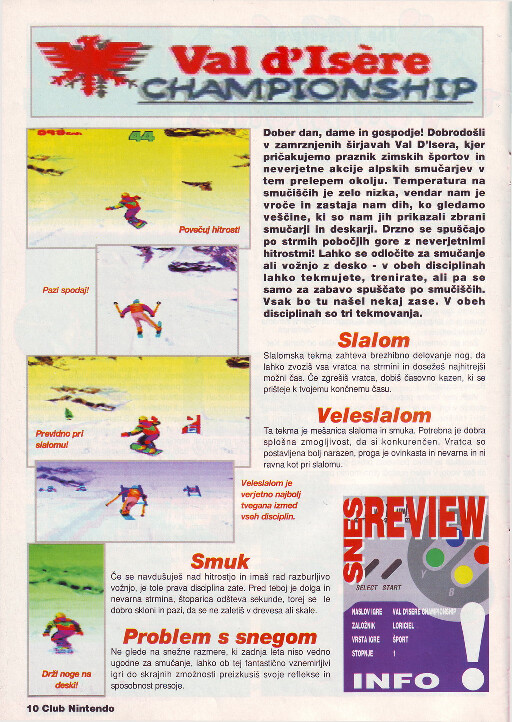 Val d'Isère
CHAMPIONSHIP
44
Povečuj hitrost!
Pazi spodaj!
Previdno pri
slalomu!
Veleslalom je
verjetno najbolj
tvegana izmed
vseh disciplin.
Drži noge na
deski!
Dober dan, dame in gospodje! Dobrodošli
v zamrznjenih širjavah Val D'Isera, kjer
pričakujemo praznik zimskih športov in
neverjetne akcije alpskih smučarjev v
tem prelepem okolju. Temperatura na
smučiščih je zelo nizka, vendar nam je
vroče in zastaja nam dih, ko gledamo
veščine, ki so nam jih prikazali zbrani
smučarji in deskarji. Drzno se spuščajo
po strmih pobočjih gore z neverjetnimi
hitrostmi! Lahko se odločite za smučanje
ali vožnjo z desko - v obeh disciplinah
lahko tekmujete, trenirate, ali pa se
samo za zabavo spuščate po smučiščih.
Vsak bo tu našel nekaj zase. V obeh
disciplinah so tri tekmovanja.
Slalom
Slalomska tekma zahteva brezhibno delovanje nog, da
lahko zvoziš vsa vratca na strmini in dosežeš najhitrejši
možni čas. Če zgrešiš vratca, dobiš časovno kazen, ki se
prišteje k tvojemu končnemu času.
Veleslalom
Ta tekma je mešanica slaloma in smuka. Potrebna je dobra
splošna zmogljivost, da si konkurenčen. Vratca so
postavljena bolj narazen, proga je ovinkasta in nevarna in ni
ravna kot pri slalomu.
Smuk
Če se navdušuješ nad hitrostjo in imaš rad razburljivo
vožnjo, je tole prava disciplina zate. Pred teboj je dolga in
nevarna strmina, štoparica odšteva sekunde, torej se le
dobro skloni in pazi, da se ne zaletiš v drevesa ali skale.
Problem s snegom
Ne glede na snežne razmere, ki zadnja leta niso vedno
ugodne za smučanje, lahko ob tej fantastično vznemirljivi
igri do skrajnih zmožnosti preizkusiš svoje reflekse in
sposobnost presoje.
SNES
REVIEW
SELECT START
Y
B
NASLOV IGRE VAL D'ISERE CHAMPIONSHIP
ZALOŽNIK LORICIEL
VRSTA IGRE ŠPORT
STOPNJE 1
INFO !
10 Club Nintendo